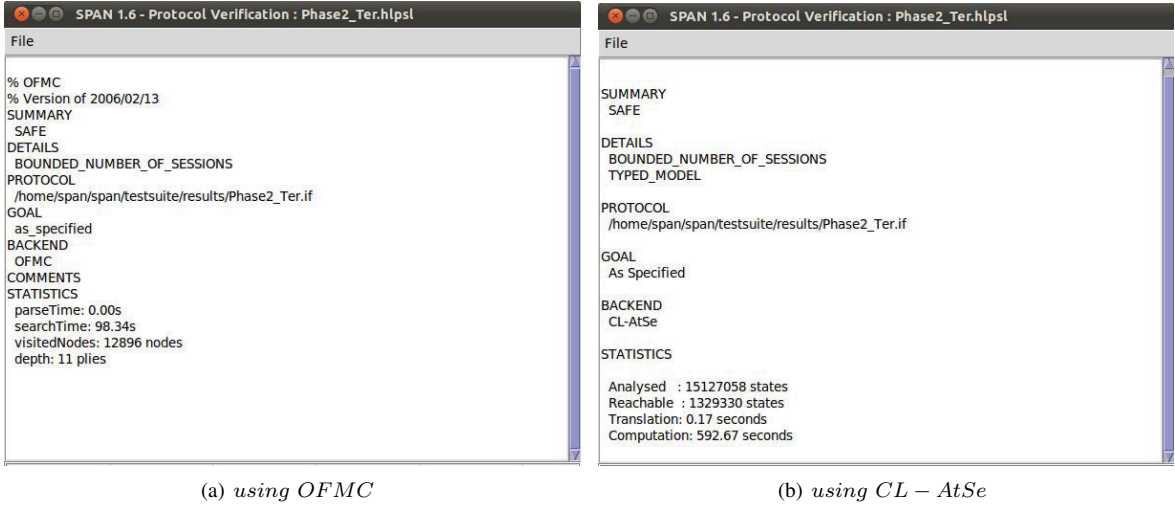 SPAN 1.6 - Protocol Verification : Phase2_Ter.hlpsl
File
% OFMC
% Version of 2006/02/13
SUMMARY
SAFE
DETAILS
BOUNDED_NUMBER_OF_SESSIONS
PROTOCOL
/home/span/span/testsuite/results/Phase2_Ter.if
GOAL
as_specified
BACKEND
OFMC
COMMENTS
STATISTICS
parseTime: 0.00s
searchTime: 98.34s
visitedNodes: 12896 nodes
depth: 11 plies
(a) using OFMC
SPAN 1.6 - Protocol Verification : Phase2_Ter.hlpsl
File
SUMMARY
SAFE
DETAILS
BOUNDED_NUMBER_OF_SESSIONS
TYPED_MODEL
PROTOCOL
/home/span/span/testsuite/results/Phase2_Ter.if
GOAL
As Specified
BACKEND
CL-AtSe
STATISTICS
Analysed : 15127058 states
Reachable : 1329330 states
Translation: 0.17 seconds
Computation: 592.67 seconds
(b) using CL − AtSe